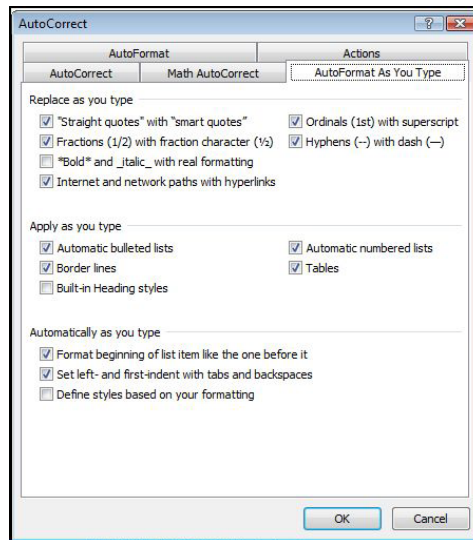 AutoCorrect
AutoFormat Actions
AutoCorrect Math AutoCorrect AutoFormat As You Type
Replace as you type
"Straight quotes" with “smart quotes” Ordinals (1st) with superscript
Fractions (1/2) with fraction character (½) Hyphens (--) with dash (—)
*Bold* and _italic_ with real formatting
Internet and network paths with hyperlinks
Apply as you type
Automatic bulleted lists Automatic numbered lists
Border lines Tables
Built-in Heading styles
Automatically as you type
Format beginning of list item like the one before it
Set left- and first-indent with tabs and backspaces
Define styles based on your formatting
OK Cancel